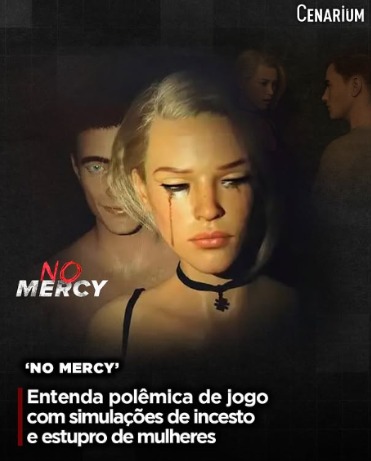 CENARIUM
NO
MERCY
‘NO MERCY’
Entenda polêmica de jogo
com simulações de incesto
e estupro de mulheres